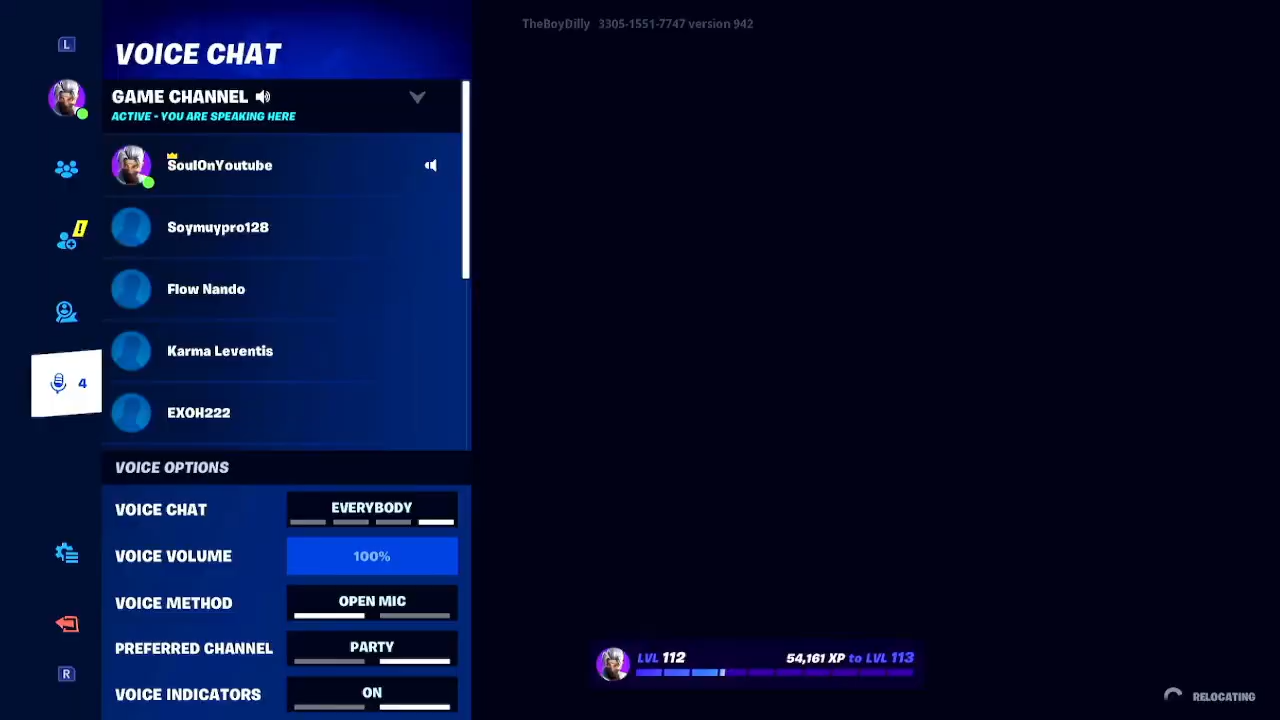 TheBoyDilly 3305-1551-7747 version 942
L
VOICE CHAT
GAME CHANNEL
ACTIVE - YOU ARE SPEAKING HERE
SoulOnYoutube
Soymuypro128
!
Flow Nando
Karma Leventis
4
EXOH222
VOICE OPTIONS
VOICE CHAT EVERYBODY
VOICE VOLUME 100%
VOICE METHOD OPEN MIC
PREFERRED CHANNEL PARTY
VOICE INDICATORS ON
R
LVL 112 54,161 XP to LVL 113
RELOCATING